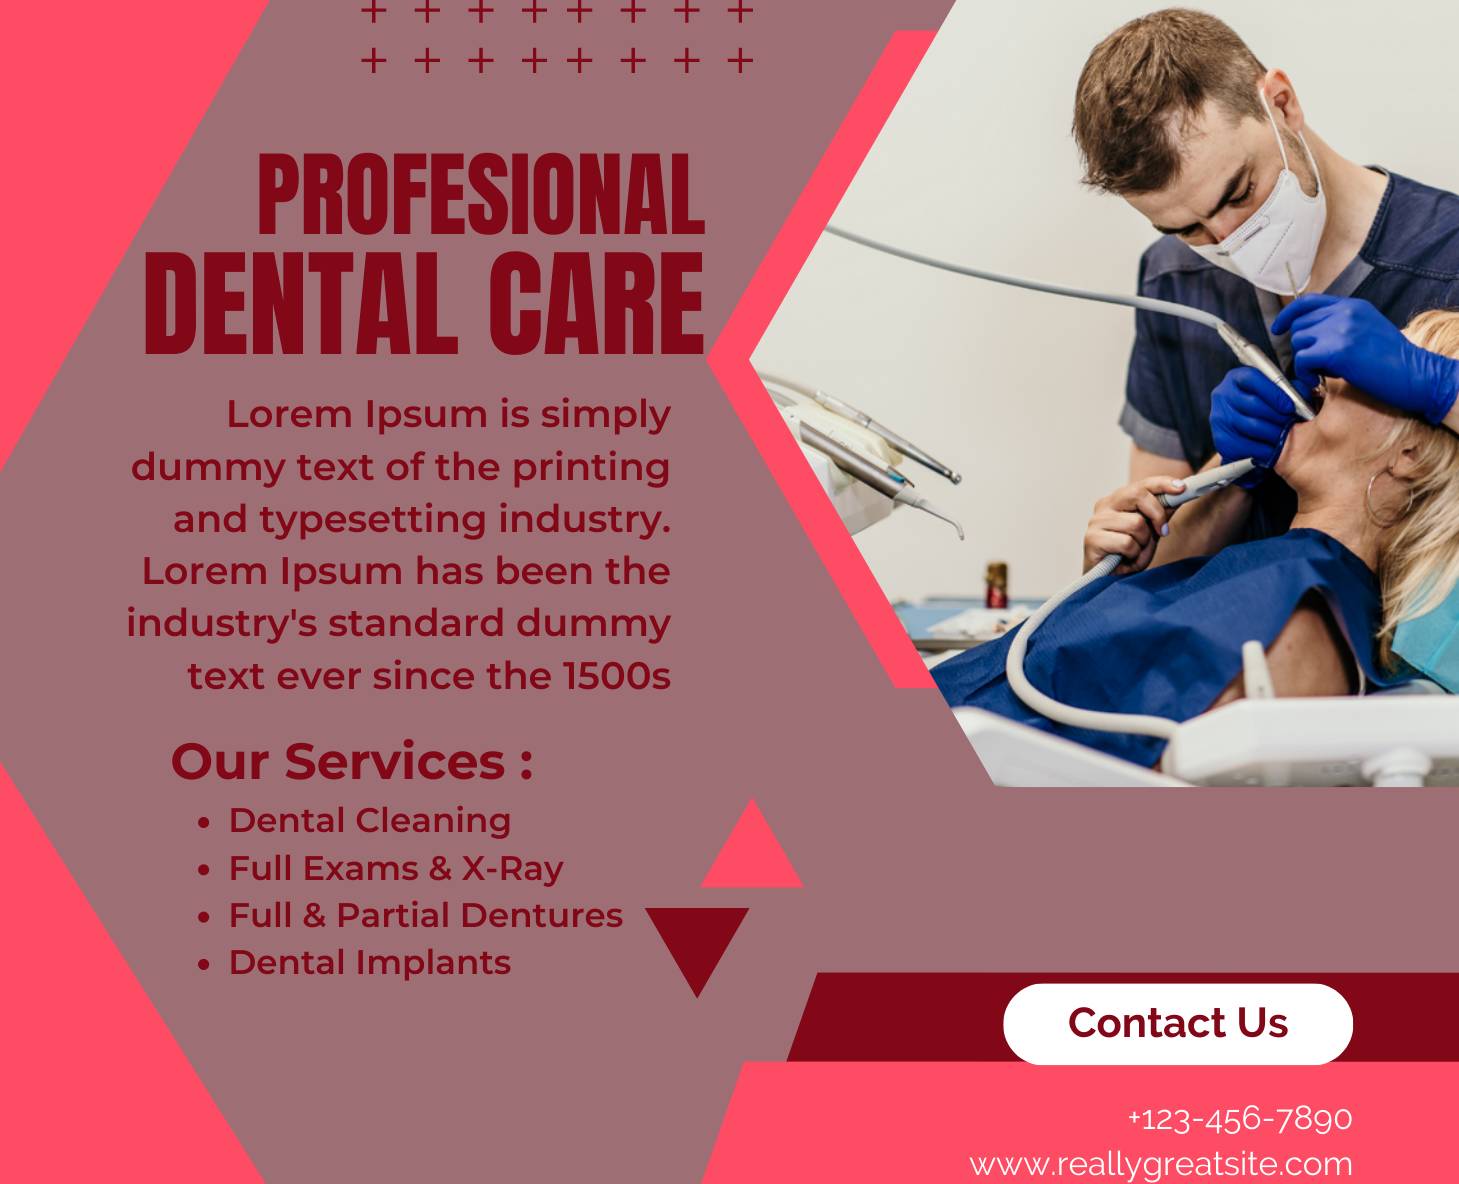 PROFESIONAL
DENTAL CARE
Lorem Ipsum is simply
dummy text of the printing
and typesetting industry.
Lorem Ipsum has been the
industry's standard dummy
text ever since the 1500s
Our Services :
• Dental Cleaning
• Full Exams & X-Ray
• Full & Partial Dentures
• Dental Implants
Contact Us
+123-456-7890
www.reallygreatsite.com